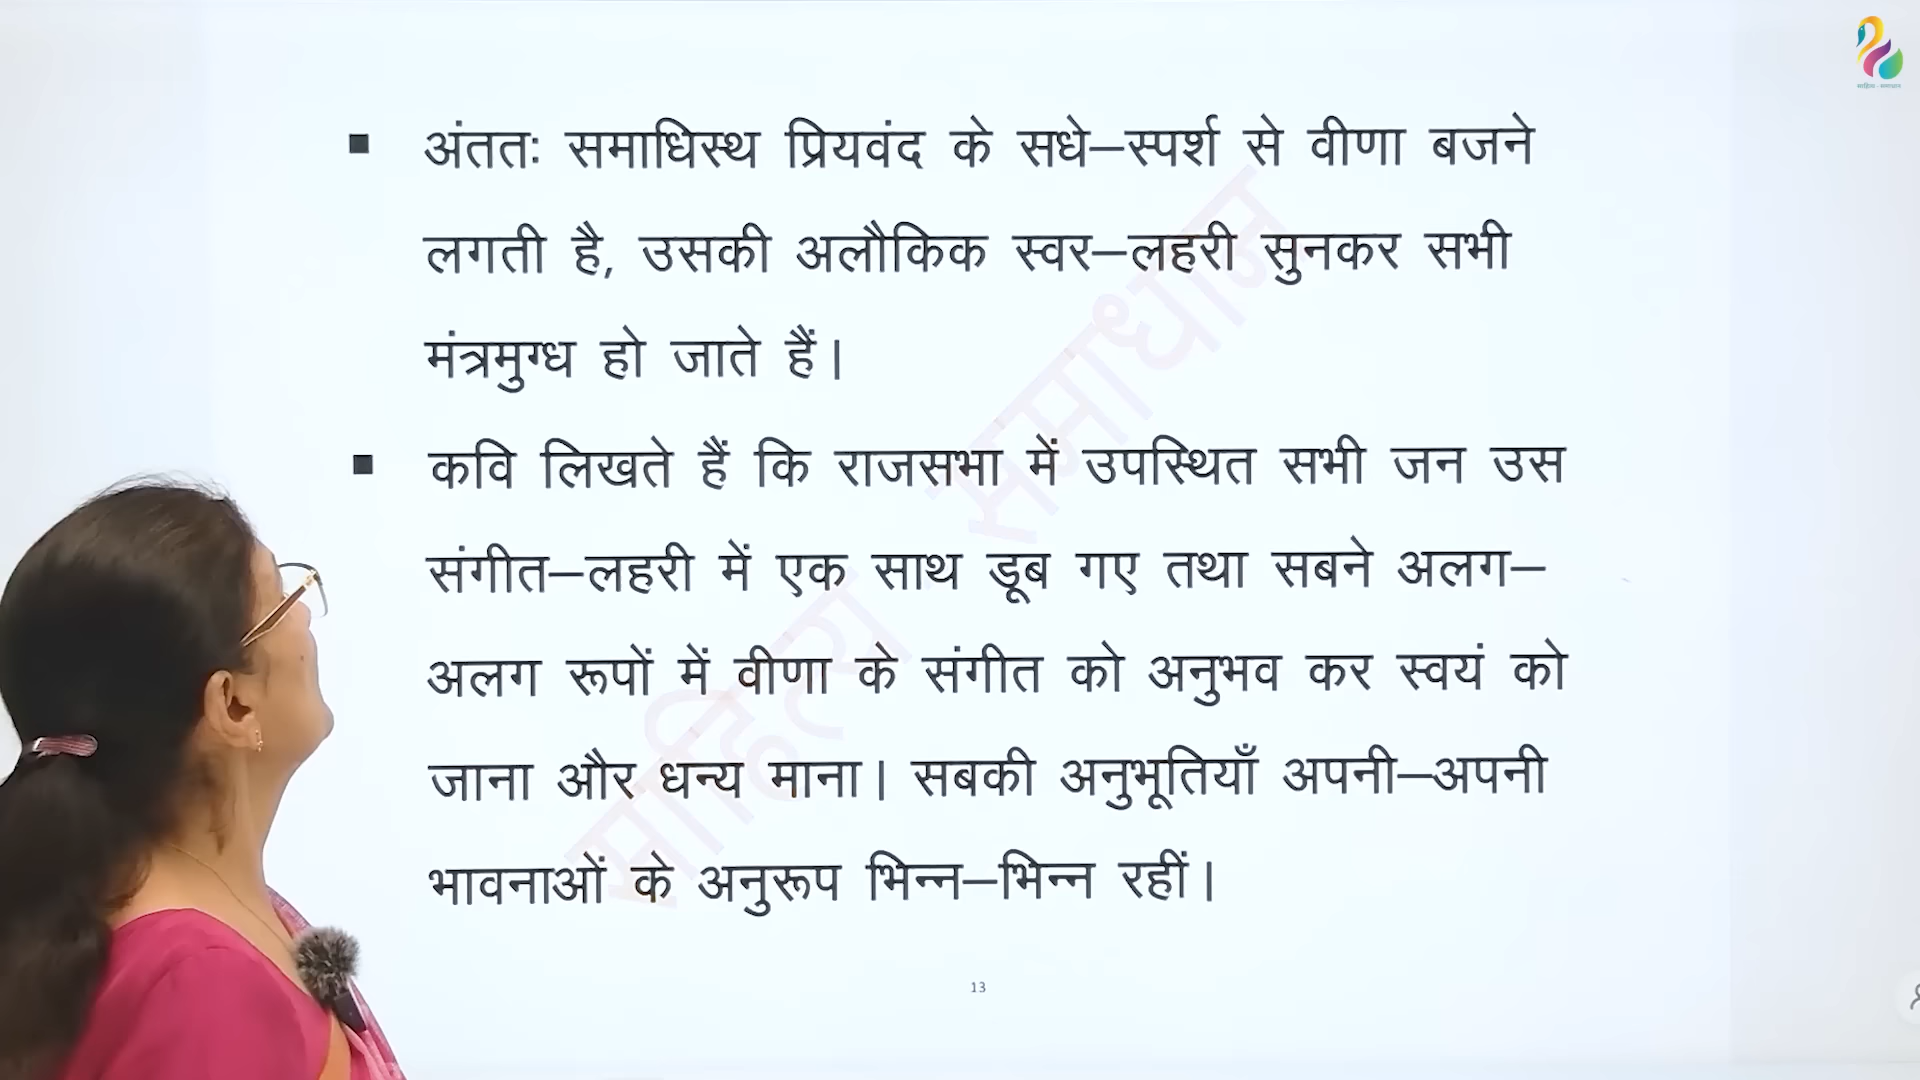 ▪ अंततः समाधिस्थ प्रियवंद के सधे–स्पर्श से वीणा बजने
लगती है, उसकी अलौकिक स्वर–लहरी सुनकर सभी
मंत्रमुग्ध हो जाते हैं।
▪ कवि लिखते हैं कि राजसभा में उपस्थित सभी जन उस
संगीत–लहरी में एक साथ डूब गए तथा सबने अलग–
अलग रूपों में वीणा के संगीत को अनुभव कर स्वयं को
जाना और धन्य माना। सबकी अनुभूतियाँ अपनी–अपनी
भावनाओं के अनुरूप भिन्न–भिन्न रहीं।
13
साहित्य समाधान
साहित्य - समाधान